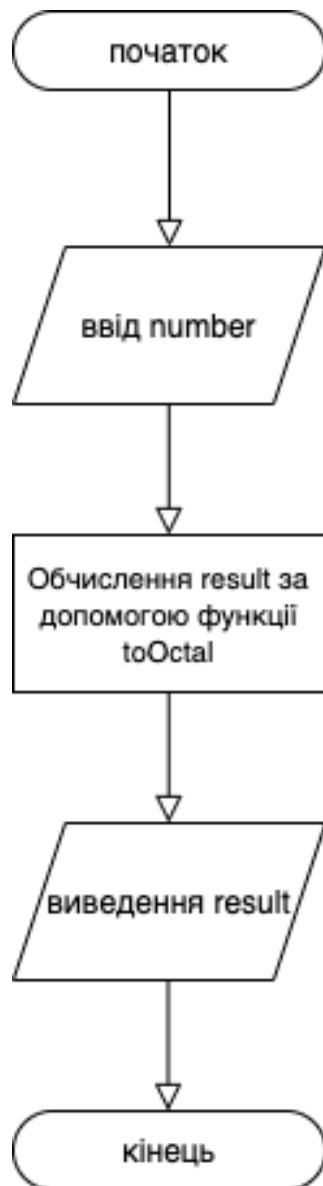 початок
ввід number
Обчислення result за
допомогою функції
toOctal
виведення result
кінець